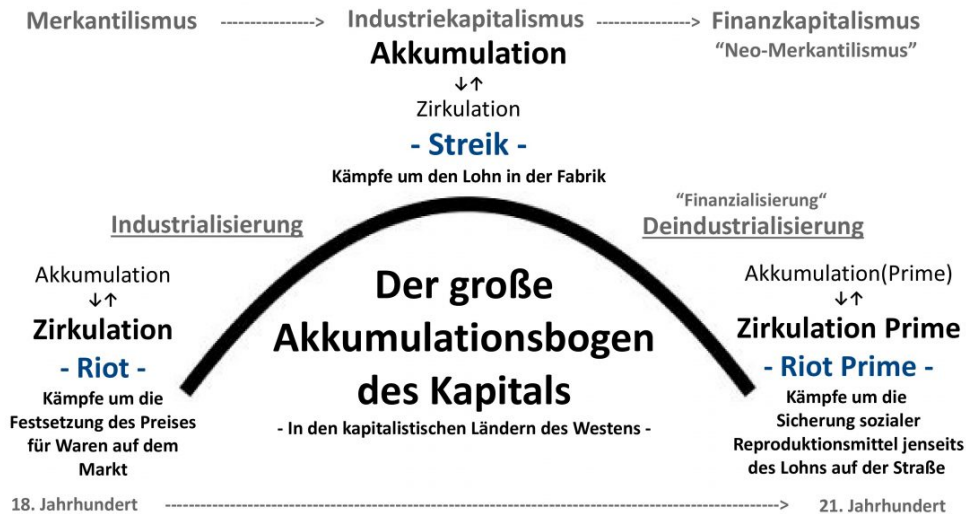 Merkantilismus ---------------> Industriekapitalismus ------------> Finanzkapitalismus
"Neo-Merkantilismus"
Akkumulation
↓↑
Zirkulation
- Streik -
Kämpfe um den Lohn in der Fabrik
Industrialisierung
"Finanzialisierung"
Deindustrialisierung
Akkumulation
↓↑
Zirkulation
- Riot -
Kämpfe um die
Festsetzung des Preises
für Waren auf dem
Markt
Der große
Akkumulationsbogen
des Kapitals
- In den kapitalistischen Ländern des Westens -
Akkumulation(Prime)
↓↑
Zirkulation Prime
- Riot Prime -
Kämpfe um die
Sicherung sozialer
Reproduktionsmittel jenseits
des Lohns auf der Straße
18. Jahrhundert ----------------------------------------> 21. Jahrhundert